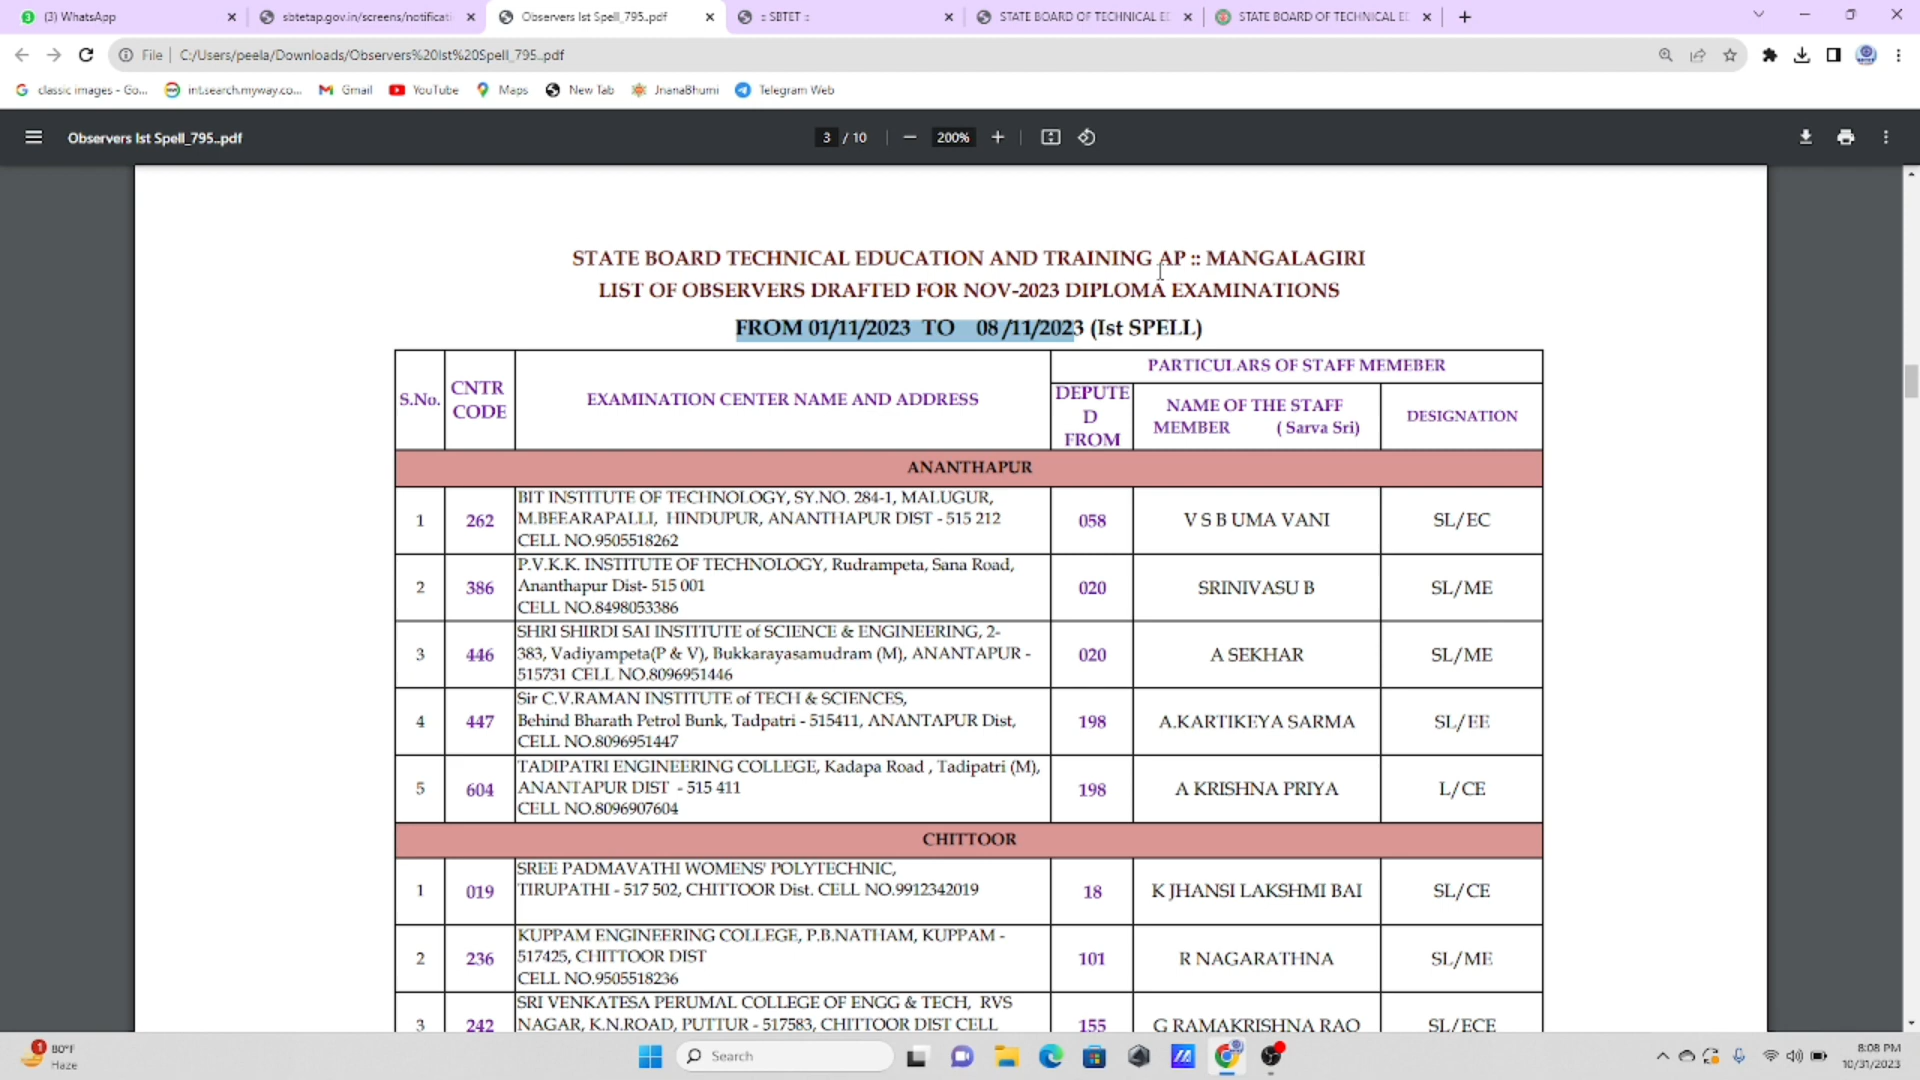 (3) WhatsApp
sbtetap.gov.in/screens/notificati
Observers Ist Spell_795..pdf
:: SBTET ::
STATE BOARD OF TECHNICAL E
STATE BOARD OF TECHNICAL E
File
C:/Users/peela/Downloads/Observers%20Ist%20Spell_795..pdf
classic images - Go...
int.search.myway.co...
Gmail
YouTube
Maps
New Tab
JnanaBhumi
Telegram Web
Observers Ist Spell_795..pdf
3 / 10
200%
STATE BOARD TECHNICAL EDUCATION AND TRAINING AP :: MANGALAGIRI
LIST OF OBSERVERS DRAFTED FOR NOV-2023 DIPLOMA EXAMINATIONS
FROM 01/11/2023 TO 08 /11/2023 (Ist SPELL)
S.No.
CNTR
CODE
EXAMINATION CENTER NAME AND ADDRESS
PARTICULARS OF STAFF MEMEBER
DEPUTE
D
FROM
NAME OF THE STAFF
MEMBER ( Sarva Sri)
DESIGNATION
ANANTHAPUR
1
262
BIT INSTITUTE OF TECHNOLOGY, SY.NO. 284-1, MALUGUR,
M.BEEARAPALLI, HINDUPUR, ANANTHAPUR DIST - 515 212
CELL NO.9505518262
058
V S B UMA VANI
SL/EC
2
386
P.V.K.K. INSTITUTE OF TECHNOLOGY, Rudrampeta, Sana Road,
Ananthapur Dist- 515 001
CELL NO.8498053386
020
SRINIVASU B
SL/ME
3
446
SHRI SHIRDI SAI INSTITUTE of SCIENCE & ENGINEERING, 2-
383, Vadiyampeta(P & V), Bukkarayasamudram (M), ANANTAPUR -
515731 CELL NO.8096951446
020
A SEKHAR
SL/ME
4
447
Sir C.V.RAMAN INSTITUTE of TECH & SCIENCES,
Behind Bharath Petrol Bunk, Tadpatri - 515411, ANANTAPUR Dist,
CELL NO.8096951447
198
A.KARTIKEYA SARMA
SL/EE
5
604
TADIPATRI ENGINEERING COLLEGE, Kadapa Road , Tadipatri (M),
ANANTAPUR DIST - 515 411
CELL NO.8096907604
198
A KRISHNA PRIYA
L/CE
CHITTOOR
1
019
SREE PADMAVATHI WOMENS' POLYTECHNIC,
TIRUPATHI - 517 502, CHITTOOR Dist. CELL NO.9912342019
18
K JHANSI LAKSHMI BAI
SL/CE
2
236
KUPPAM ENGINEERING COLLEGE, P.B.NATHAM, KUPPAM -
517425, CHITTOOR DIST
CELL NO.9505518236
101
R NAGARATHNA
SL/ME
3
242
SRI VENKATESA PERUMAL COLLEGE OF ENGG & TECH, RVS
NAGAR, K.N.ROAD, PUTTUR - 517583, CHITTOOR DIST CELL
155
G RAMAKRISHNA RAO
SL/ECE
1
80°F
Haze
Search
8:08 PM
10/31/2023